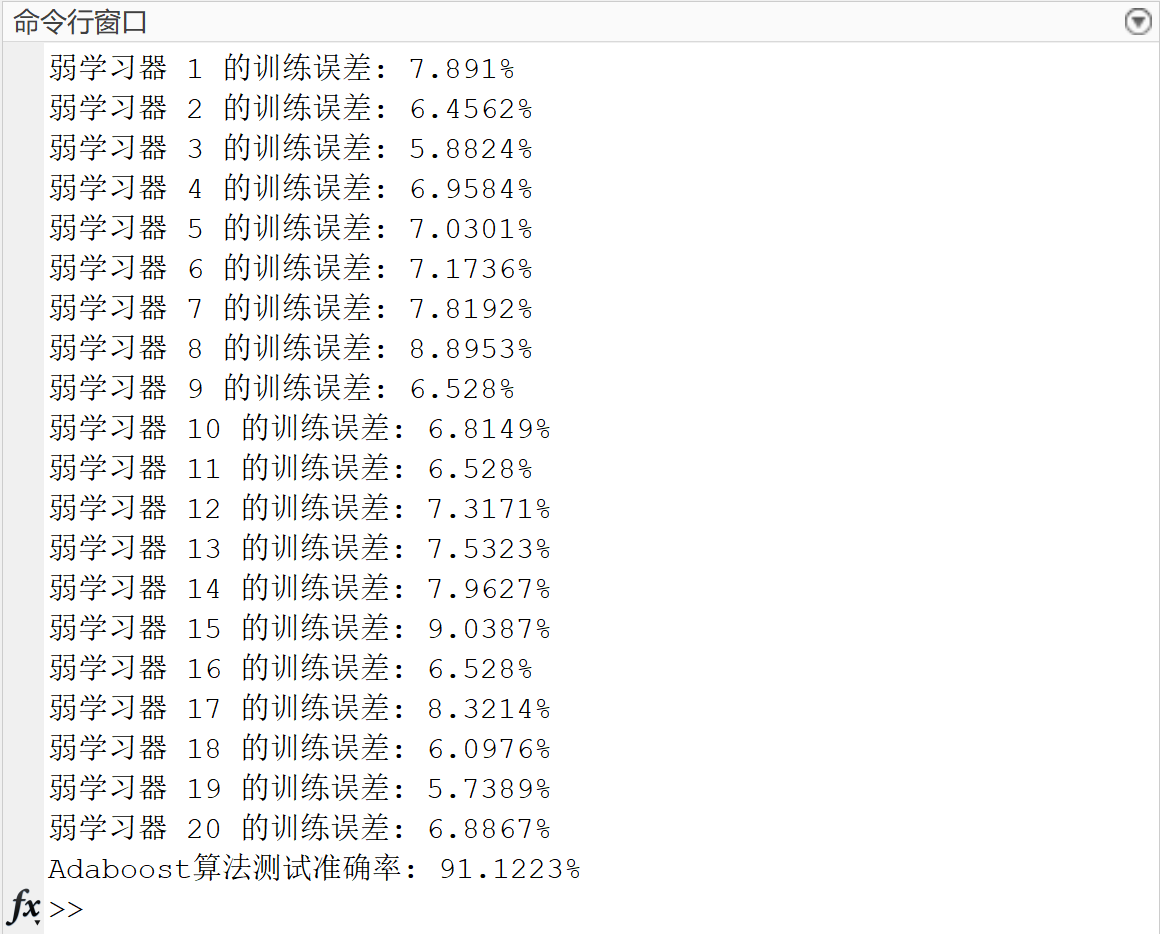 命令行窗口
弱学习器 1 的训练误差: 7.891%
弱学习器 2 的训练误差: 6.4562%
弱学习器 3 的训练误差: 5.8824%
弱学习器 4 的训练误差: 6.9584%
弱学习器 5 的训练误差: 7.0301%
弱学习器 6 的训练误差: 7.1736%
弱学习器 7 的训练误差: 7.8192%
弱学习器 8 的训练误差: 8.8953%
弱学习器 9 的训练误差: 6.528%
弱学习器 10 的训练误差: 6.8149%
弱学习器 11 的训练误差: 6.528%
弱学习器 12 的训练误差: 7.3171%
弱学习器 13 的训练误差: 7.5323%
弱学习器 14 的训练误差: 7.9627%
弱学习器 15 的训练误差: 9.0387%
弱学习器 16 的训练误差: 6.528%
弱学习器 17 的训练误差: 8.3214%
弱学习器 18 的训练误差: 6.0976%
弱学习器 19 的训练误差: 5.7389%
弱学习器 20 的训练误差: 6.8867%
Adaboost算法测试准确率: 91.1223%
fx >>